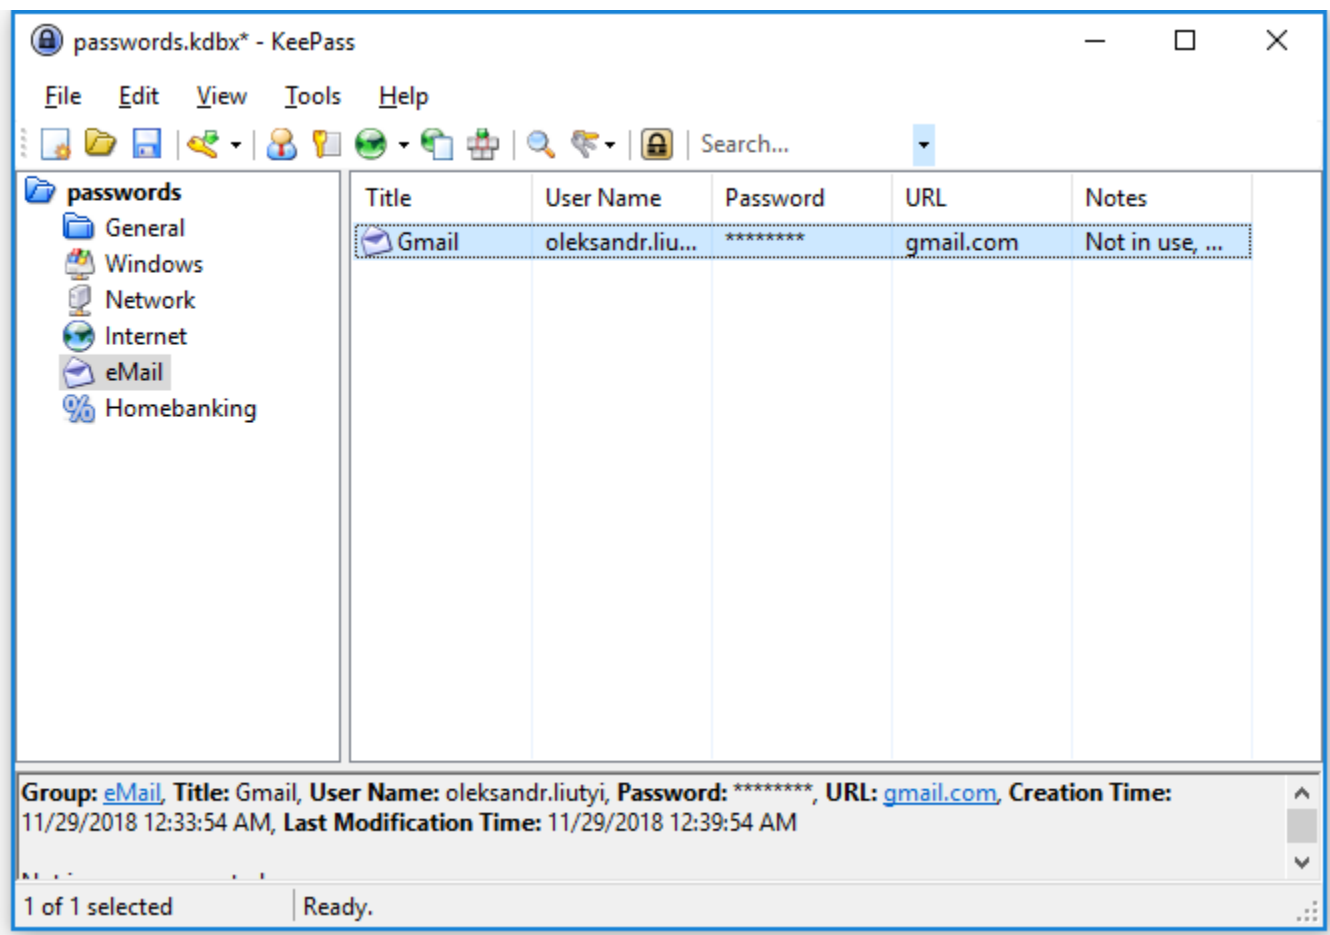 passwords.kdbx* - KeePass
File Edit View Tools Help
Search...
passwords
General
Windows
Network
Internet
eMail
Homebanking
Title User Name Password URL Notes
Gmail oleksandr.liu... ******** gmail.com Not in use, ...
Group: eMail, Title: Gmail, User Name: oleksandr.liutyi, Password: ********, URL: gmail.com, Creation Time:
11/29/2018 12:33:54 AM, Last Modification Time: 11/29/2018 12:39:54 AM
1 of 1 selected Ready.